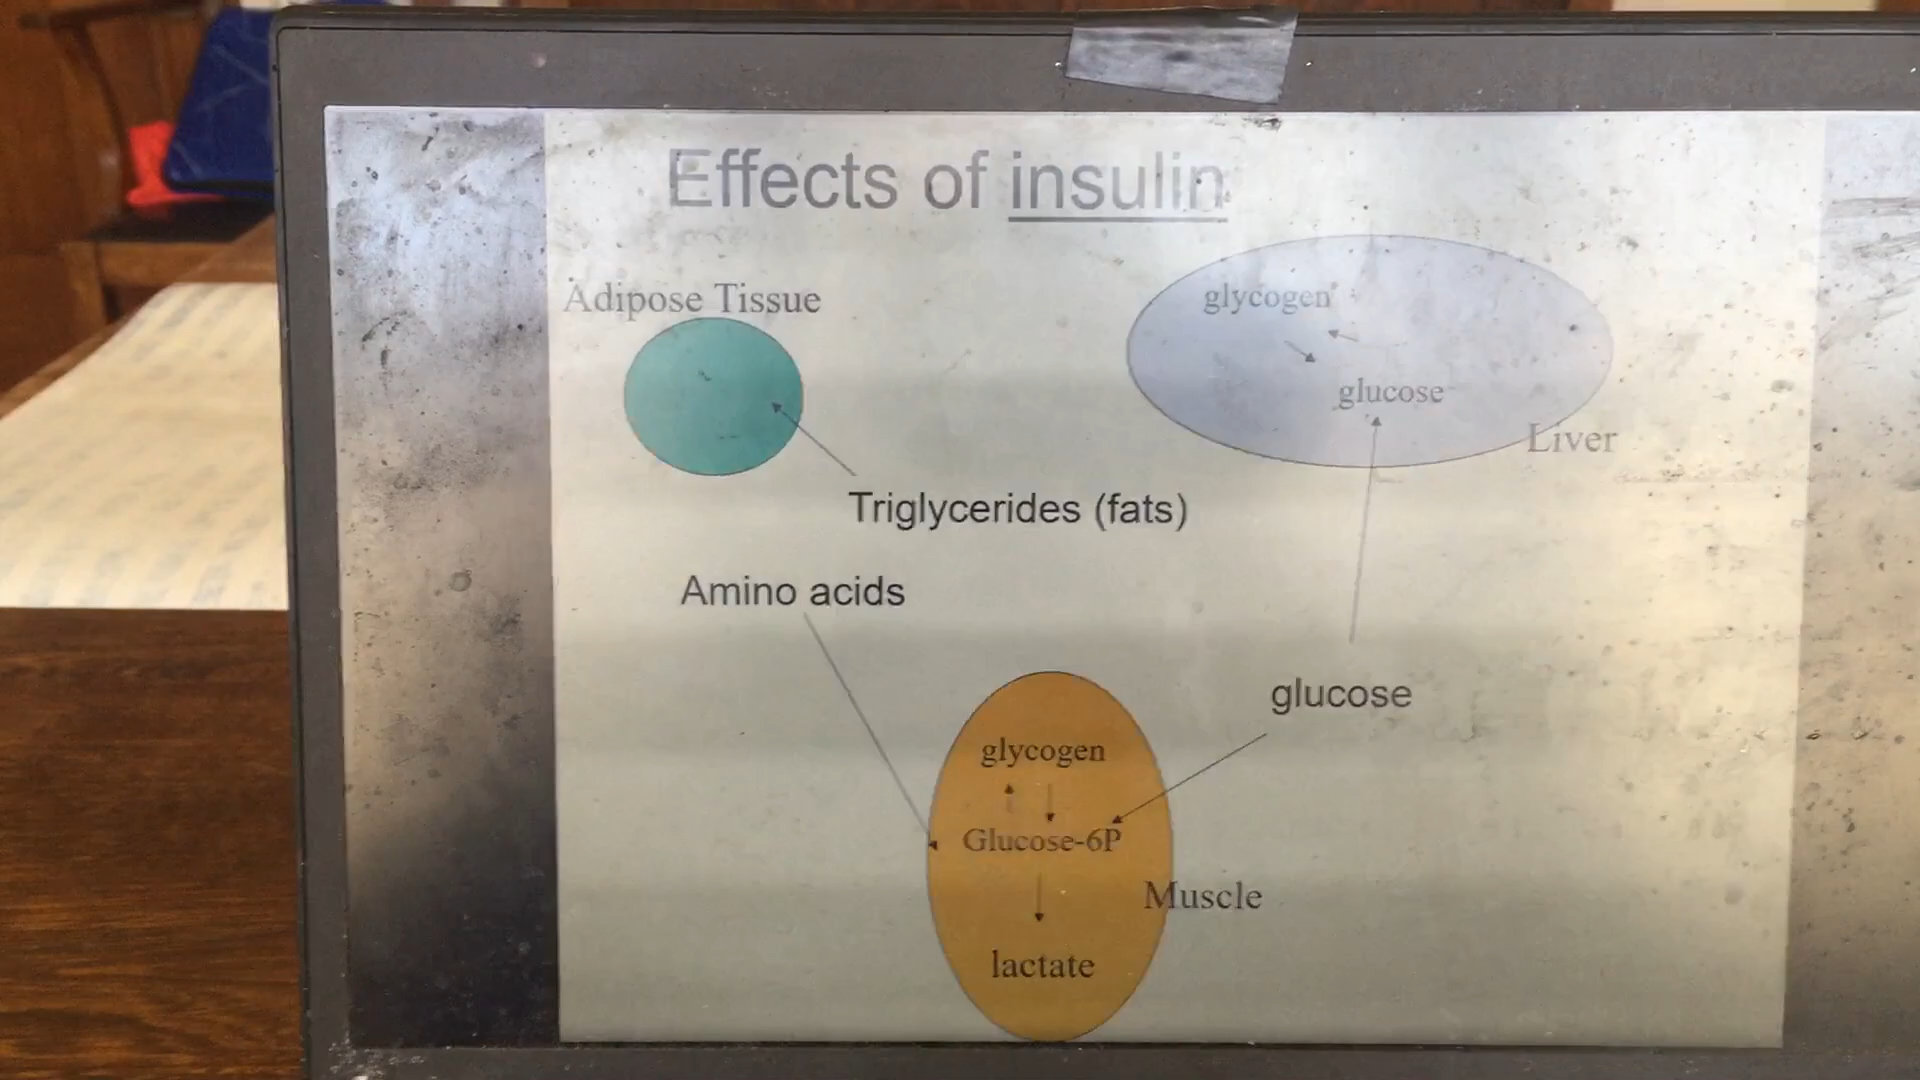 Effects of insulin
Adipose Tissue
glycogen
glucose
Liver
Triglycerides (fats)
Amino acids
glucose
glycogen
Glucose-6P
Muscle
lactate